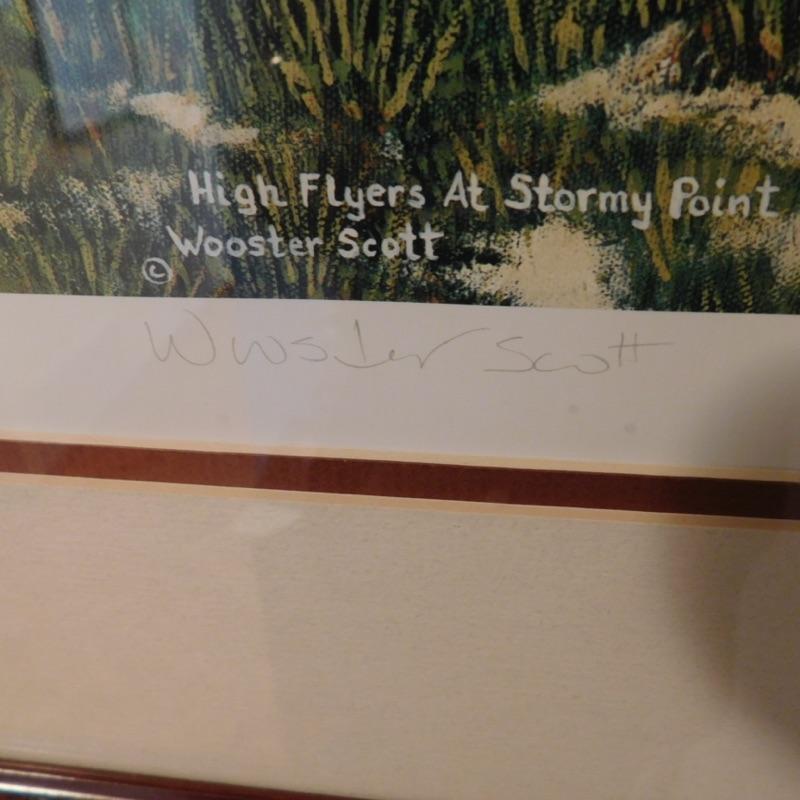 High Flyers At Stormy Point
© Wooster Scott
Wooster Scott